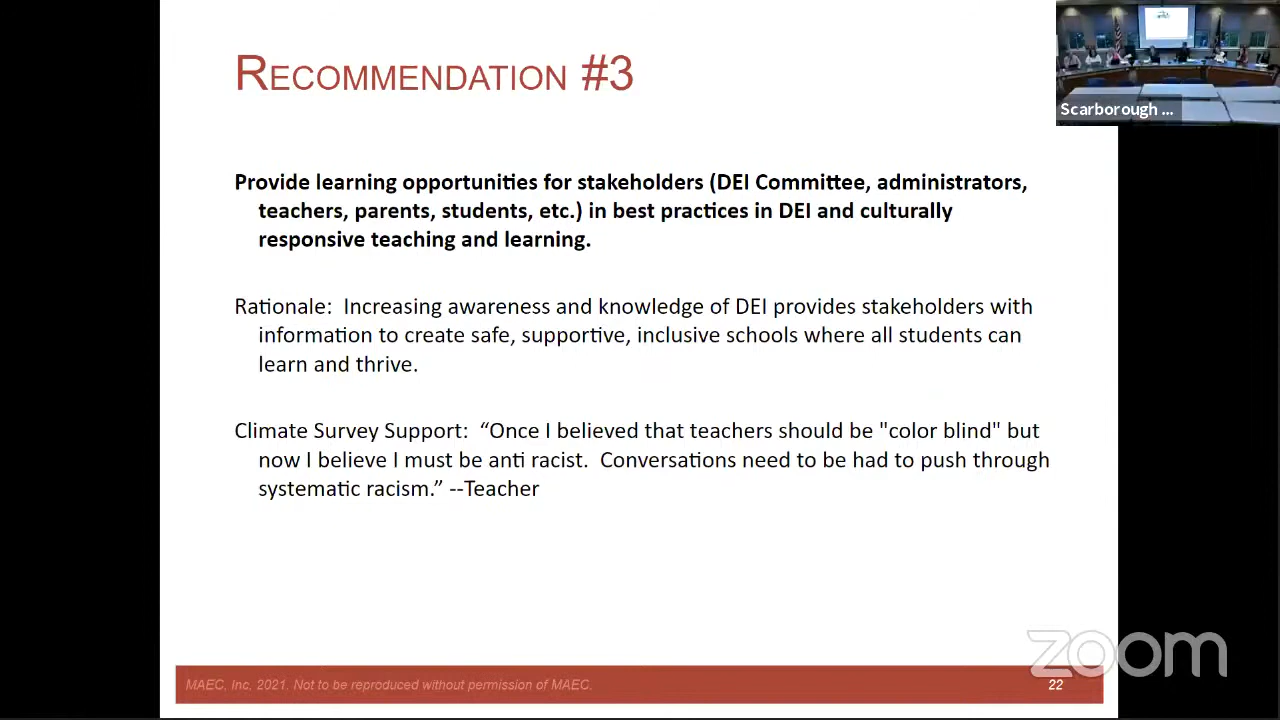 RECOMMENDATION #3
Scarborough ...
Provide learning opportunities for stakeholders (DEI Committee, administrators,
teachers, parents, students, etc.) in best practices in DEI and culturally
responsive teaching and learning.
Rationale: Increasing awareness and knowledge of DEI provides stakeholders with
information to create safe, supportive, inclusive schools where all students can
learn and thrive.
Climate Survey Support: “Once I believed that teachers should be "color blind" but
now I believe I must be anti racist. Conversations need to be had to push through
systematic racism.” --Teacher
zoom
MAEC, Inc, 2021. Not to be reproduced without permission of MAEC.
22